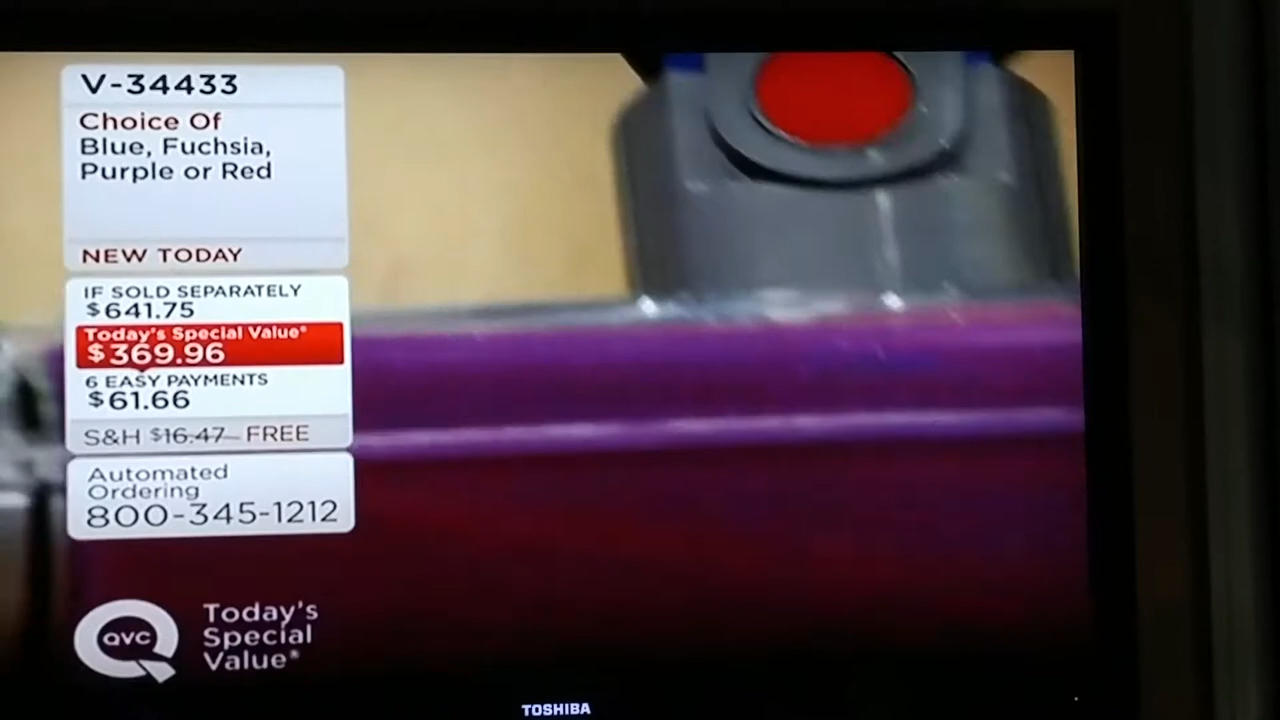 V-34433
Choice Of
Blue, Fuchsia,
Purple or Red
NEW TODAY
IF SOLD SEPARATELY
$641.75
Today's Special Value®
$369.96
6 EASY PAYMENTS
$61.66
S&H $16.47 FREE
Automated
Ordering
800-345-1212
QVC
Today's
Special
Value®
TOSHIBA